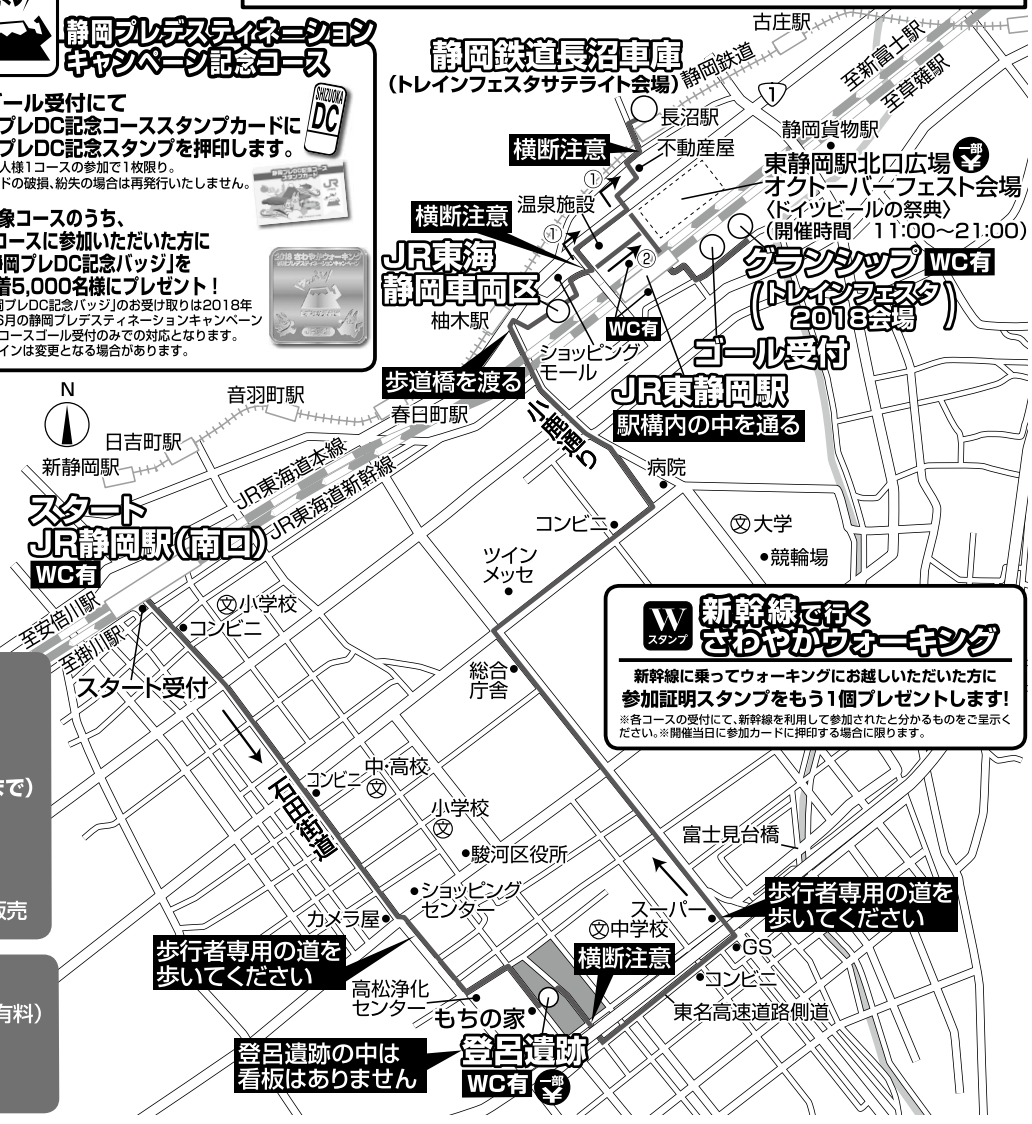 静岡プレデスティネーション
キャンペーン記念コース
ール受付にて
プレDC記念コーススタンプカードに
プレDC記念スタンプを押印します。
人様1コースの参加で1枚限り。
ドの破損、紛失の場合は再発行いたしません。
SHIZUOKA
DC
象コースのうち、
コースに参加いただいた方に
岡プレDC記念バッジ」を
着5,000名様にプレゼント!
岡プレDC記念バッジ」のお受け取りは2018年
6月の静岡プレデスティネーションキャンペーン
コースゴール受付のみでの対応となります。
インは変更となる場合があります。
静岡鉄道長沼車庫
(トレインフェスタサテライト会場)
静岡鉄道
古庄駅
至新富士駅
至草薙駅
1
長沼駅
静岡貨物駅
横断注意
不動産屋
東静岡駅北口広場
一部
オクトーバーフェスト会場
〈ドイツビールの祭典〉
(開催時間 11:00~21:00)
①
温泉施設
横断注意
①
②
JR東海
静岡車両区
グランシップ WC有
(トレインフェスタ
2018会場)
柚木駅
WC有
ショッピング
モール
ゴール受付
JR東静岡駅
駅構内の中を通る
歩道橋を渡る
小鹿通り
N
音羽町駅
春日町駅
日吉町駅
新静岡駅
JR東海道本線
JR東海道新幹線
病院
スタート
JR静岡駅(南口)
WC有
コンビニ
文大学
競輪場
ツイン
メッセ
至安倍川駅
至掛川駅
文小学校
コンビニ
スタート受付
W
スタンプ
新幹線で行く
さわやかウォーキング
新幹線に乗ってウォーキングにお越しいただいた方に
参加証明スタンプをもう1個プレゼントします!
※各コースの受付にて、新幹線を利用して参加されたと分かるものをご呈示く
ださい。※開催当日に参加カードに押印する場合に限ります。
総合
庁舎
まで)
石田街道
コンビニ
中・高校
文
小学校
文
駿河区役所
富士見台橋
ショッピング
センター
販売
カメラ屋
スーパー
文中学校
歩行者専用の道を
歩いてください
歩行者専用の道を
歩いてください
横断注意
GS
コンビニ
東名高速道路側道
有料)
高松浄化
センター
もちの家
登呂遺跡の中は
看板はありません
登呂遺跡
WC有
一部